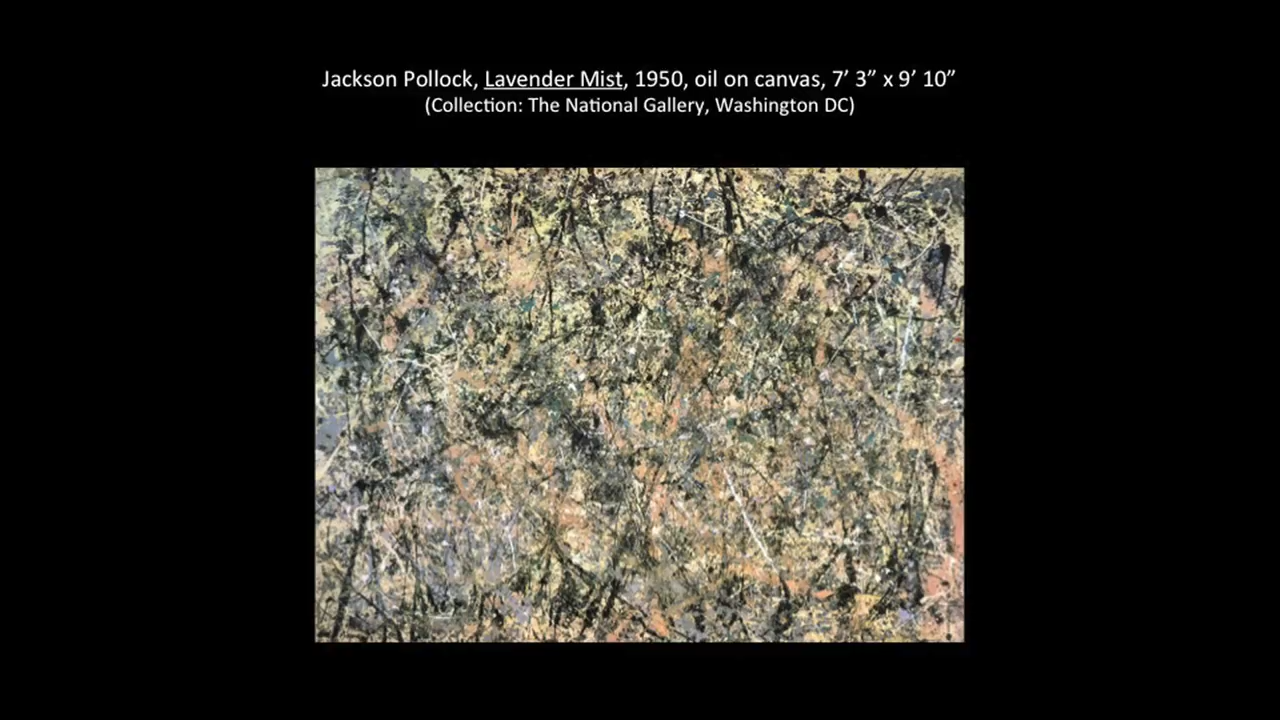 Jackson Pollock, Lavender Mist, 1950, oil on canvas, 7’ 3” x 9’ 10”
(Collection: The National Gallery, Washington DC)